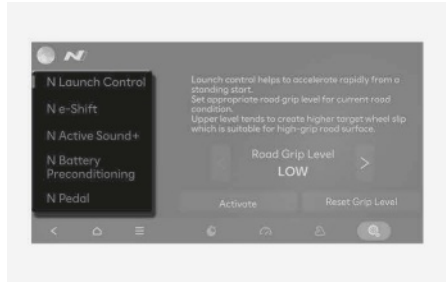 N Launch Control
N e-Shift
N Active Sound+
N Battery
Preconditioning
N Pedal
Launch control helps to accelerate rapidly from a
standing start.
Set appropriate road grip level for current road
condition.
Upper level tends to create higher target wheel slip
which is suitable for high-grip road surface.
Road Grip Level
LOW
Activate
Reset Grip Level